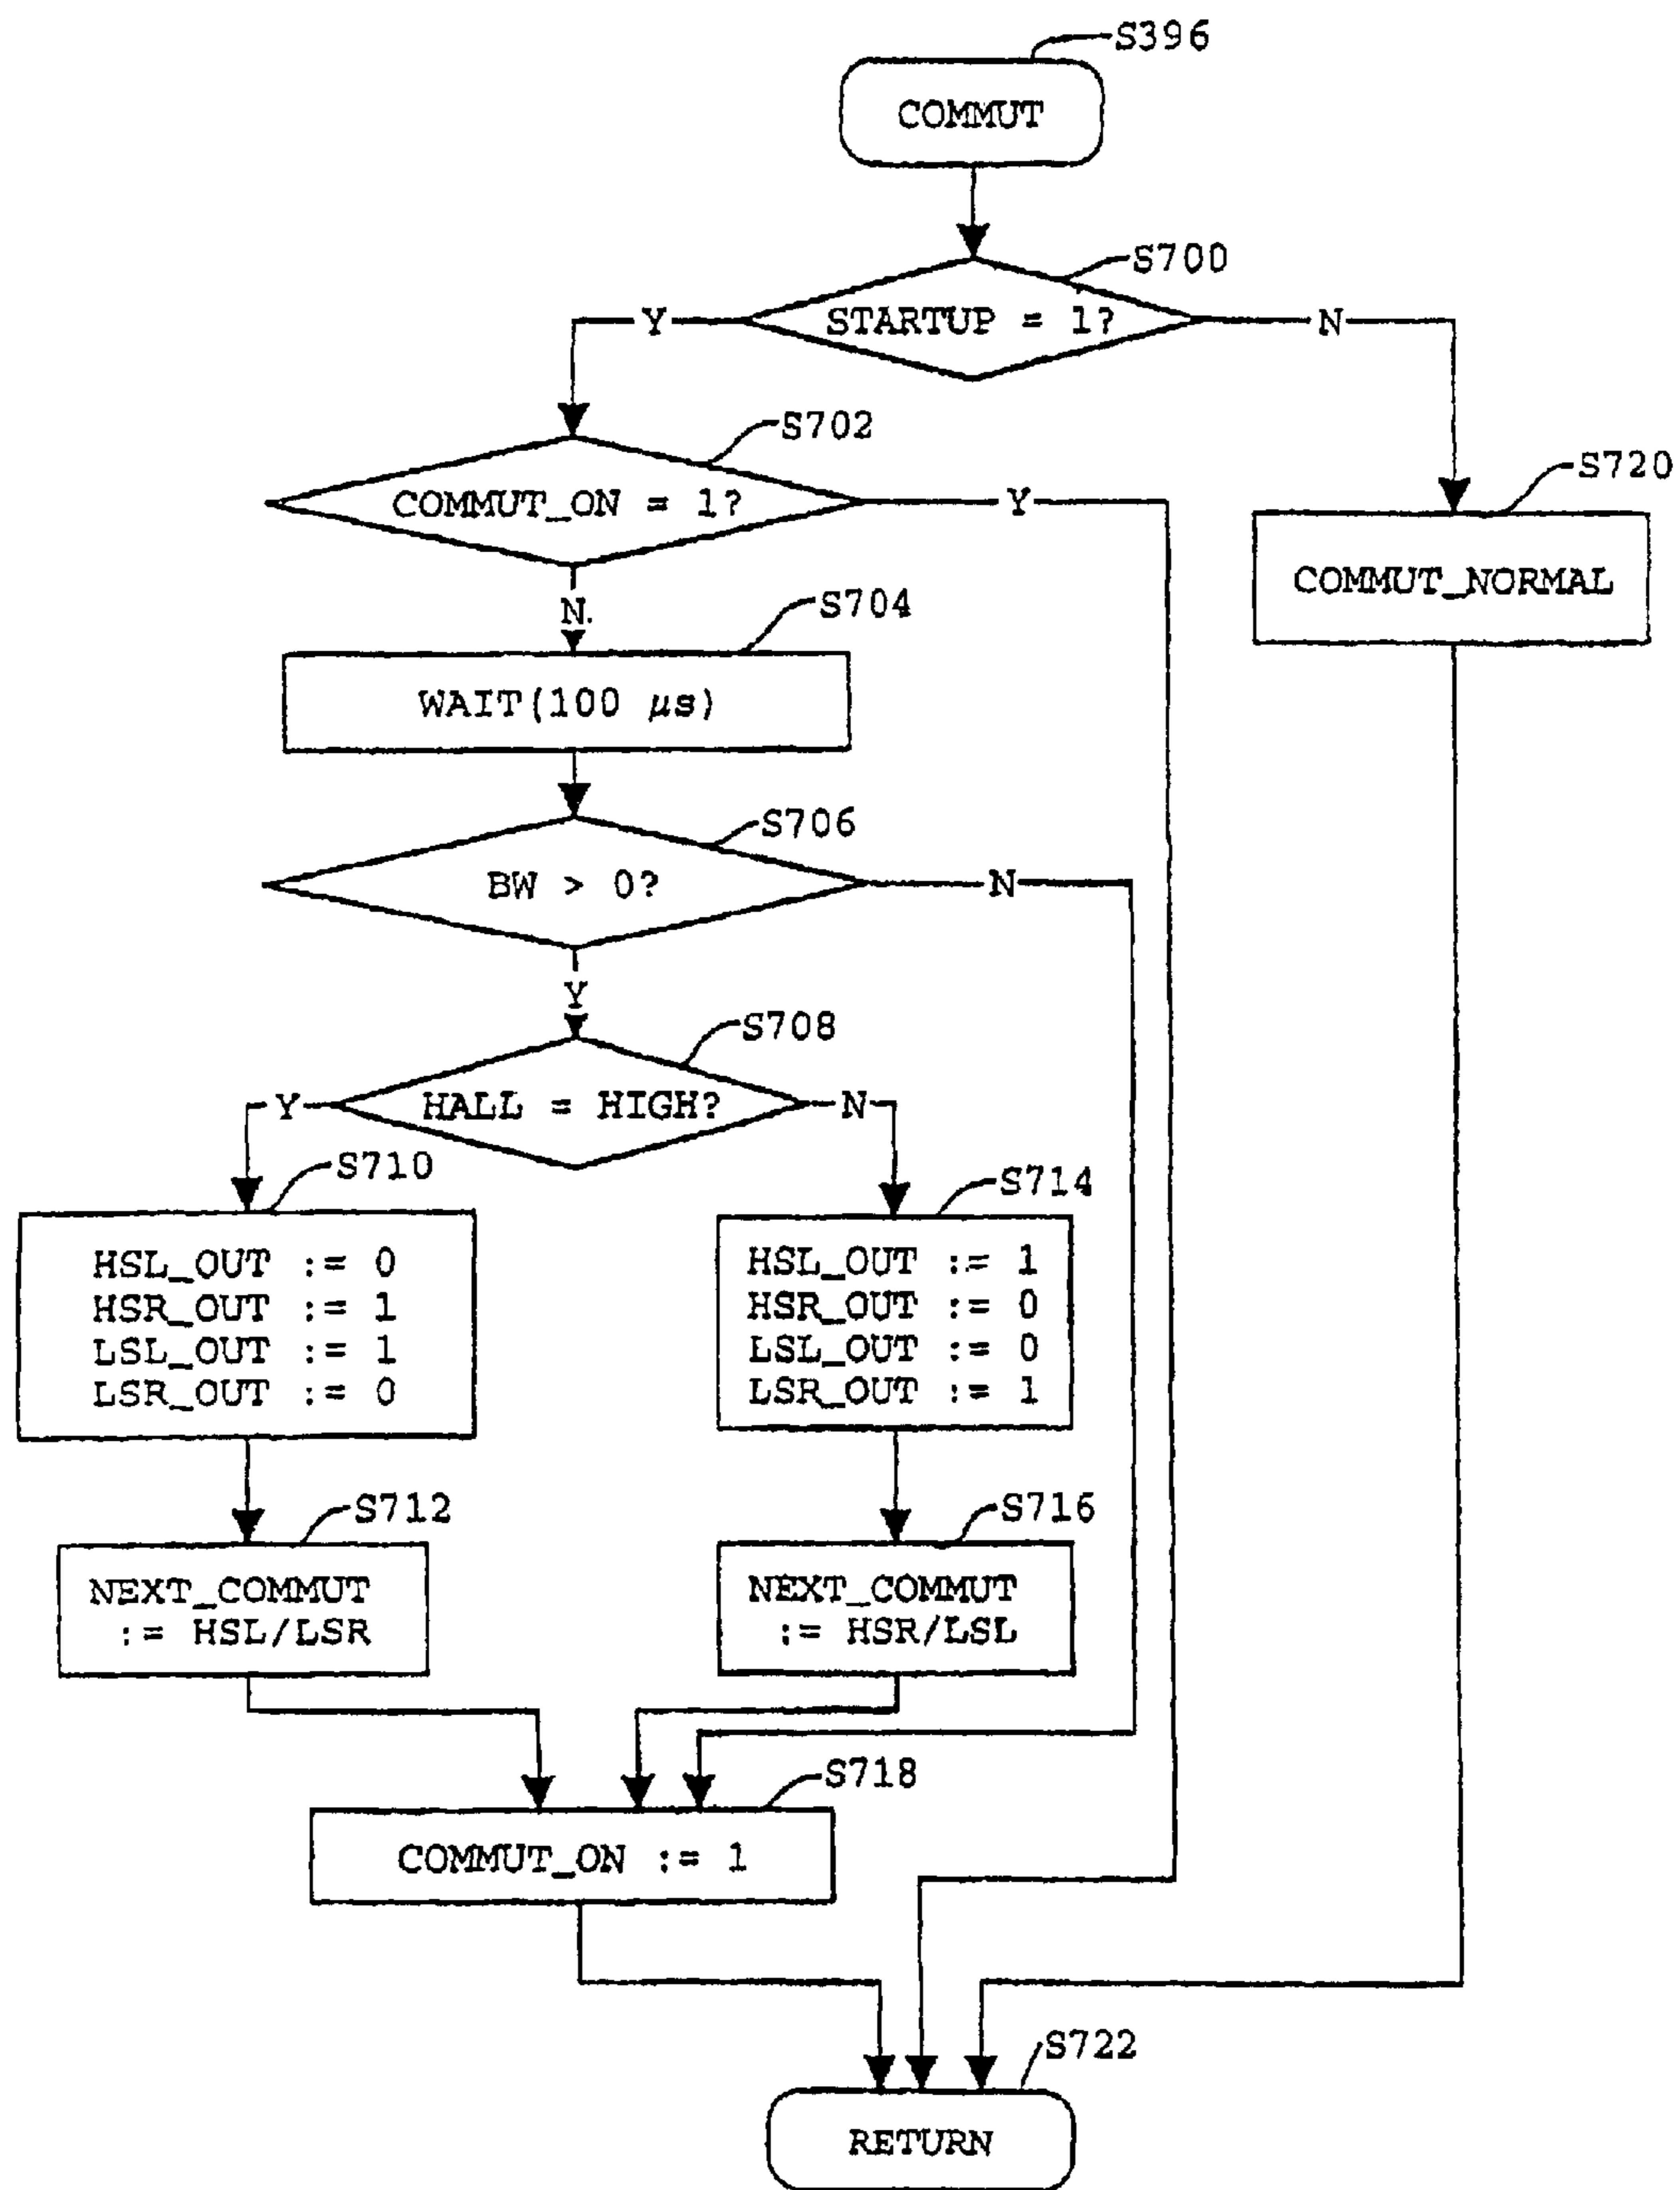 S396
COMMUT
S700
STARTUP = 1?
Y
N
S702
COMMUT_ON = 1?
Y
S720
COMMUT_NORMAL
N.
S704
WAIT(100 µs)
S706
BW > 0?
N
Y
S708
HALL = HIGH?
Y
N
S710
HSL_OUT := 0
HSR_OUT := 1
LSL_OUT := 1
LSR_OUT := 0
S714
HSL_OUT := 1
HSR_OUT := 0
LSL_OUT := 0
LSR_OUT := 1
S712
NEXT_COMMUT
:= HSL/LSR
S716
NEXT_COMMUT
:= HSR/LSL
S718
COMMUT_ON := 1
S722
RETURN